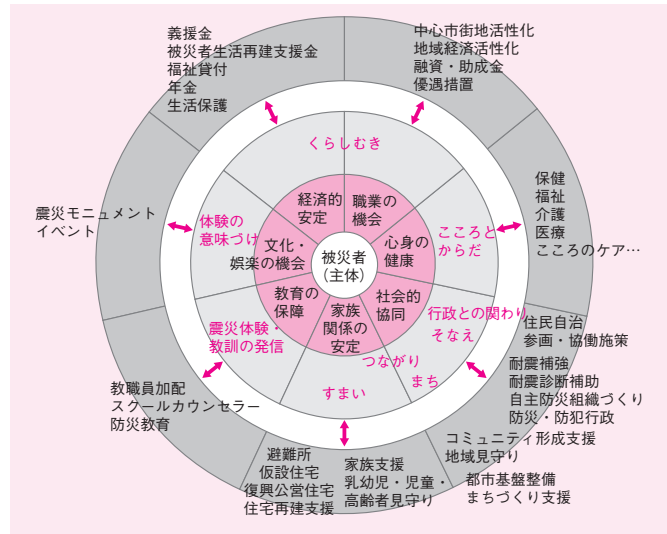 義援金
被災者生活再建支援金
福祉貸付
年金
生活保護
中心市街地活性化
地域経済活性化
融資・助成金
優遇措置
くらしむき
保健
福祉
介護
医療
こころのケア…
震災モニュメント
イベント
体験の
意味づけ
経済的
安定
職業の
機会
こころと
からだ
文化・
娯楽の機会
被災者
（主体）
心身の
健康
教育の
保障
家族
関係の
安定
社会的
協同
震災体験・
教訓の発信
行政との関わり
そなえ
つながり
まち
すまい
住民自治
参画・協働施策
耐震補強
耐震診断補助
自主防災組織づくり
防災・防犯行政
教職員加配
スクールカウンセラー
防災教育
コミュニティ形成支援
地域見守り
避難所
仮設住宅
復興公営住宅
住宅再建支援
家族支援
乳幼児・児童・
高齢者見守り
都市基盤整備
まちづくり支援